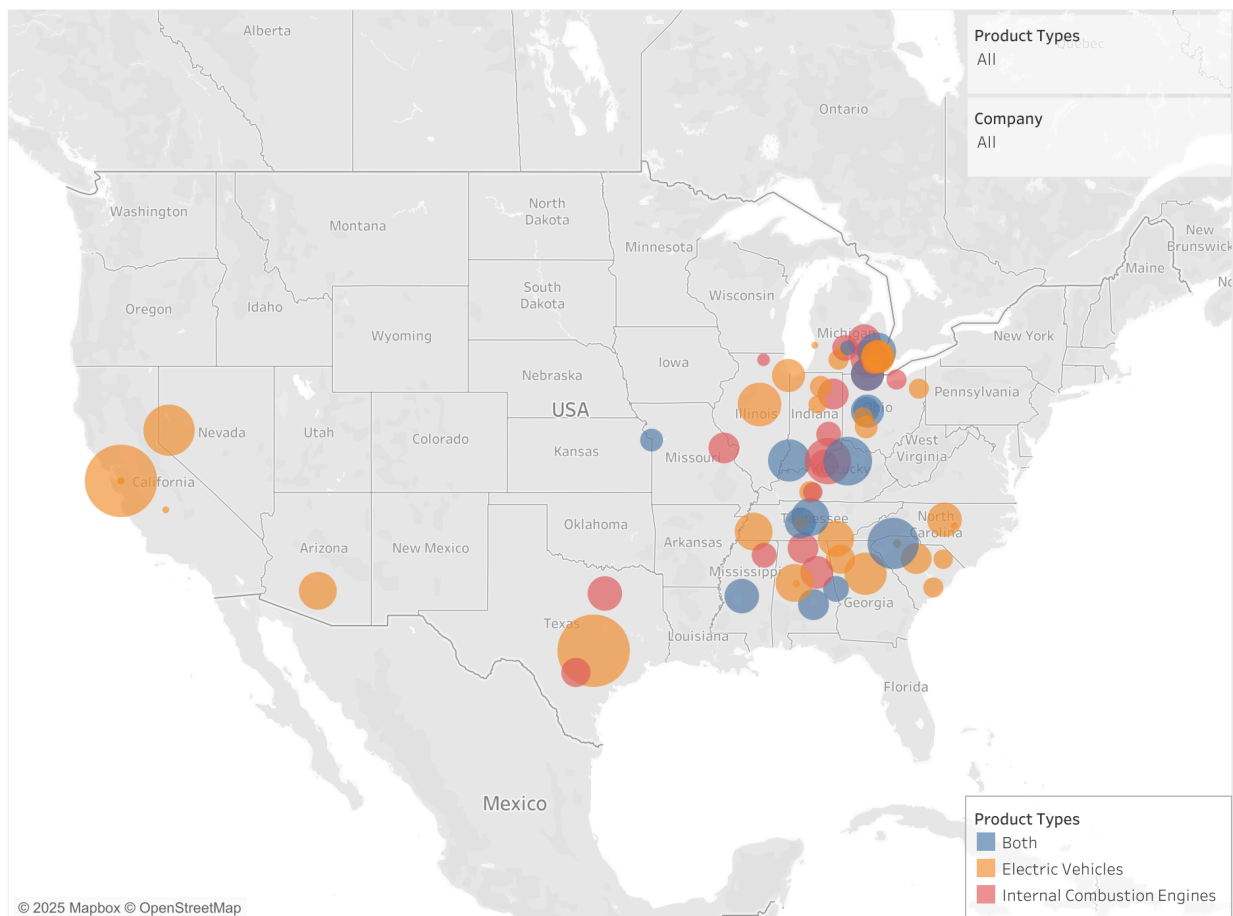 Alberta
Ontario
Quebec
Product Types
All
Company
All
Washington
Montana
North
Dakota
Minnesota
New
Brunswick
Maine
Oregon
Idaho
South
Dakota
Wisconsin
Michigan
New York
Wyoming
Iowa
Nebraska
Pennsylvania
USA
Illinois
Indiana
Ohio
Nevada
Utah
Colorado
Kansas
Missouri
West
Virginia
Kentucky
California
Oklahoma
Tennessee
North
Carolina
Arizona
New Mexico
Arkansas
Mississippi
Georgia
Texas
Louisiana
Florida
Mexico
Product Types
Both
Electric Vehicles
Internal Combustion Engines
© 2025 Mapbox © OpenStreetMap